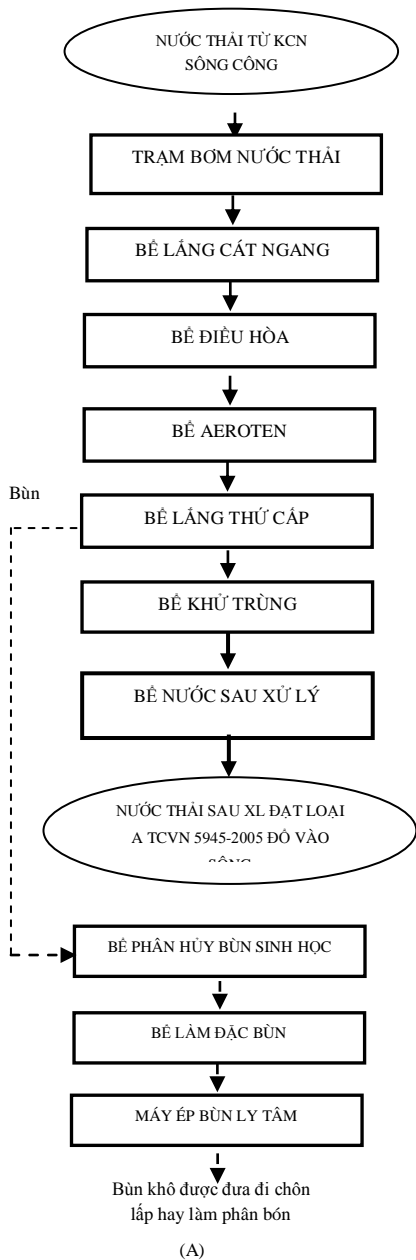 NƯỚC THẢI TỪ KCN
SÔNG CÔNG
TRẠM BƠM NƯỚC THẢI
BỂ LẮNG CÁT NGANG
BỂ ĐIỀU HÒA
BỂ AEROTEN
Bùn
BỂ LẮNG THỨ CẤP
BỂ KHỬ TRÙNG
BỂ NƯỚC SAU XỬ LÝ
NƯỚC THẢI SAU XL ĐẠT LOẠI
A TCVN 5945-2005 ĐỔ VÀO
SÔNG
BỂ PHÂN HỦY BÙN SINH HỌC
BỂ LÀM ĐẶC BÙN
MÁY ÉP BÙN LY TÂM
Bùn khô được đưa đi chôn
lấp hay làm phân bón
(A)